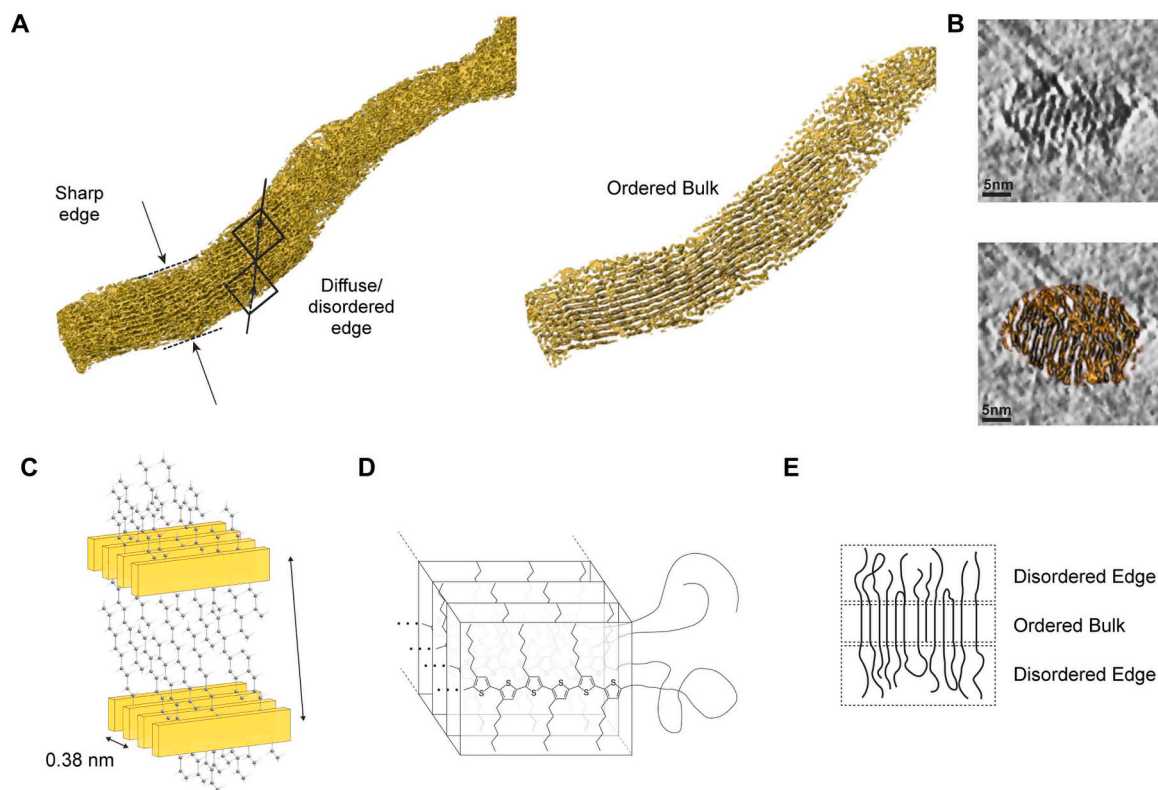 A
B
Sharp
edge
Ordered Bulk
Diffuse/
disordered
edge
5nm
5nm
C
D
E
0.38 nm
S
S
S
S
S
S
Disordered Edge
Ordered Bulk
Disordered Edge